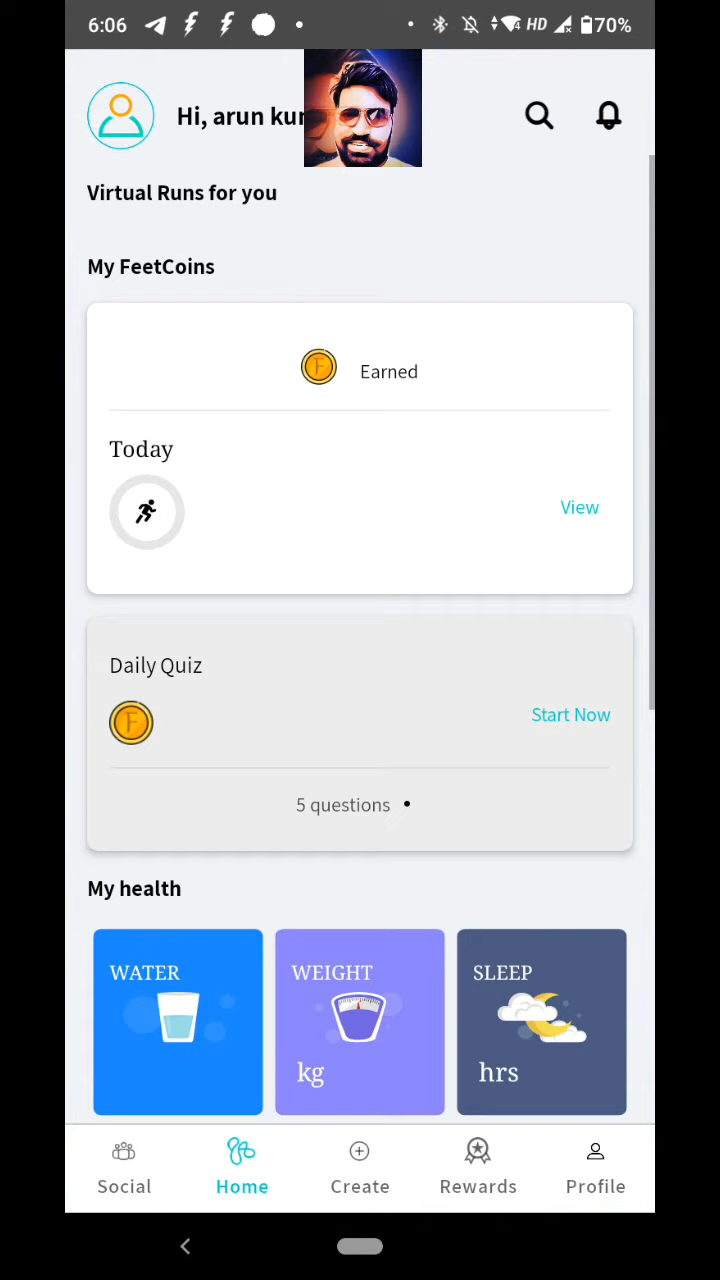 6:06
HD
70%
Hi, arun
Virtual Runs for you
My FeetCoins
Earned
Today
View
Daily Quiz
Start Now
5 questions •
My health
WATER
WEIGHT
SLEEP
kg
hrs
Social
Home
Create
Rewards
Profile